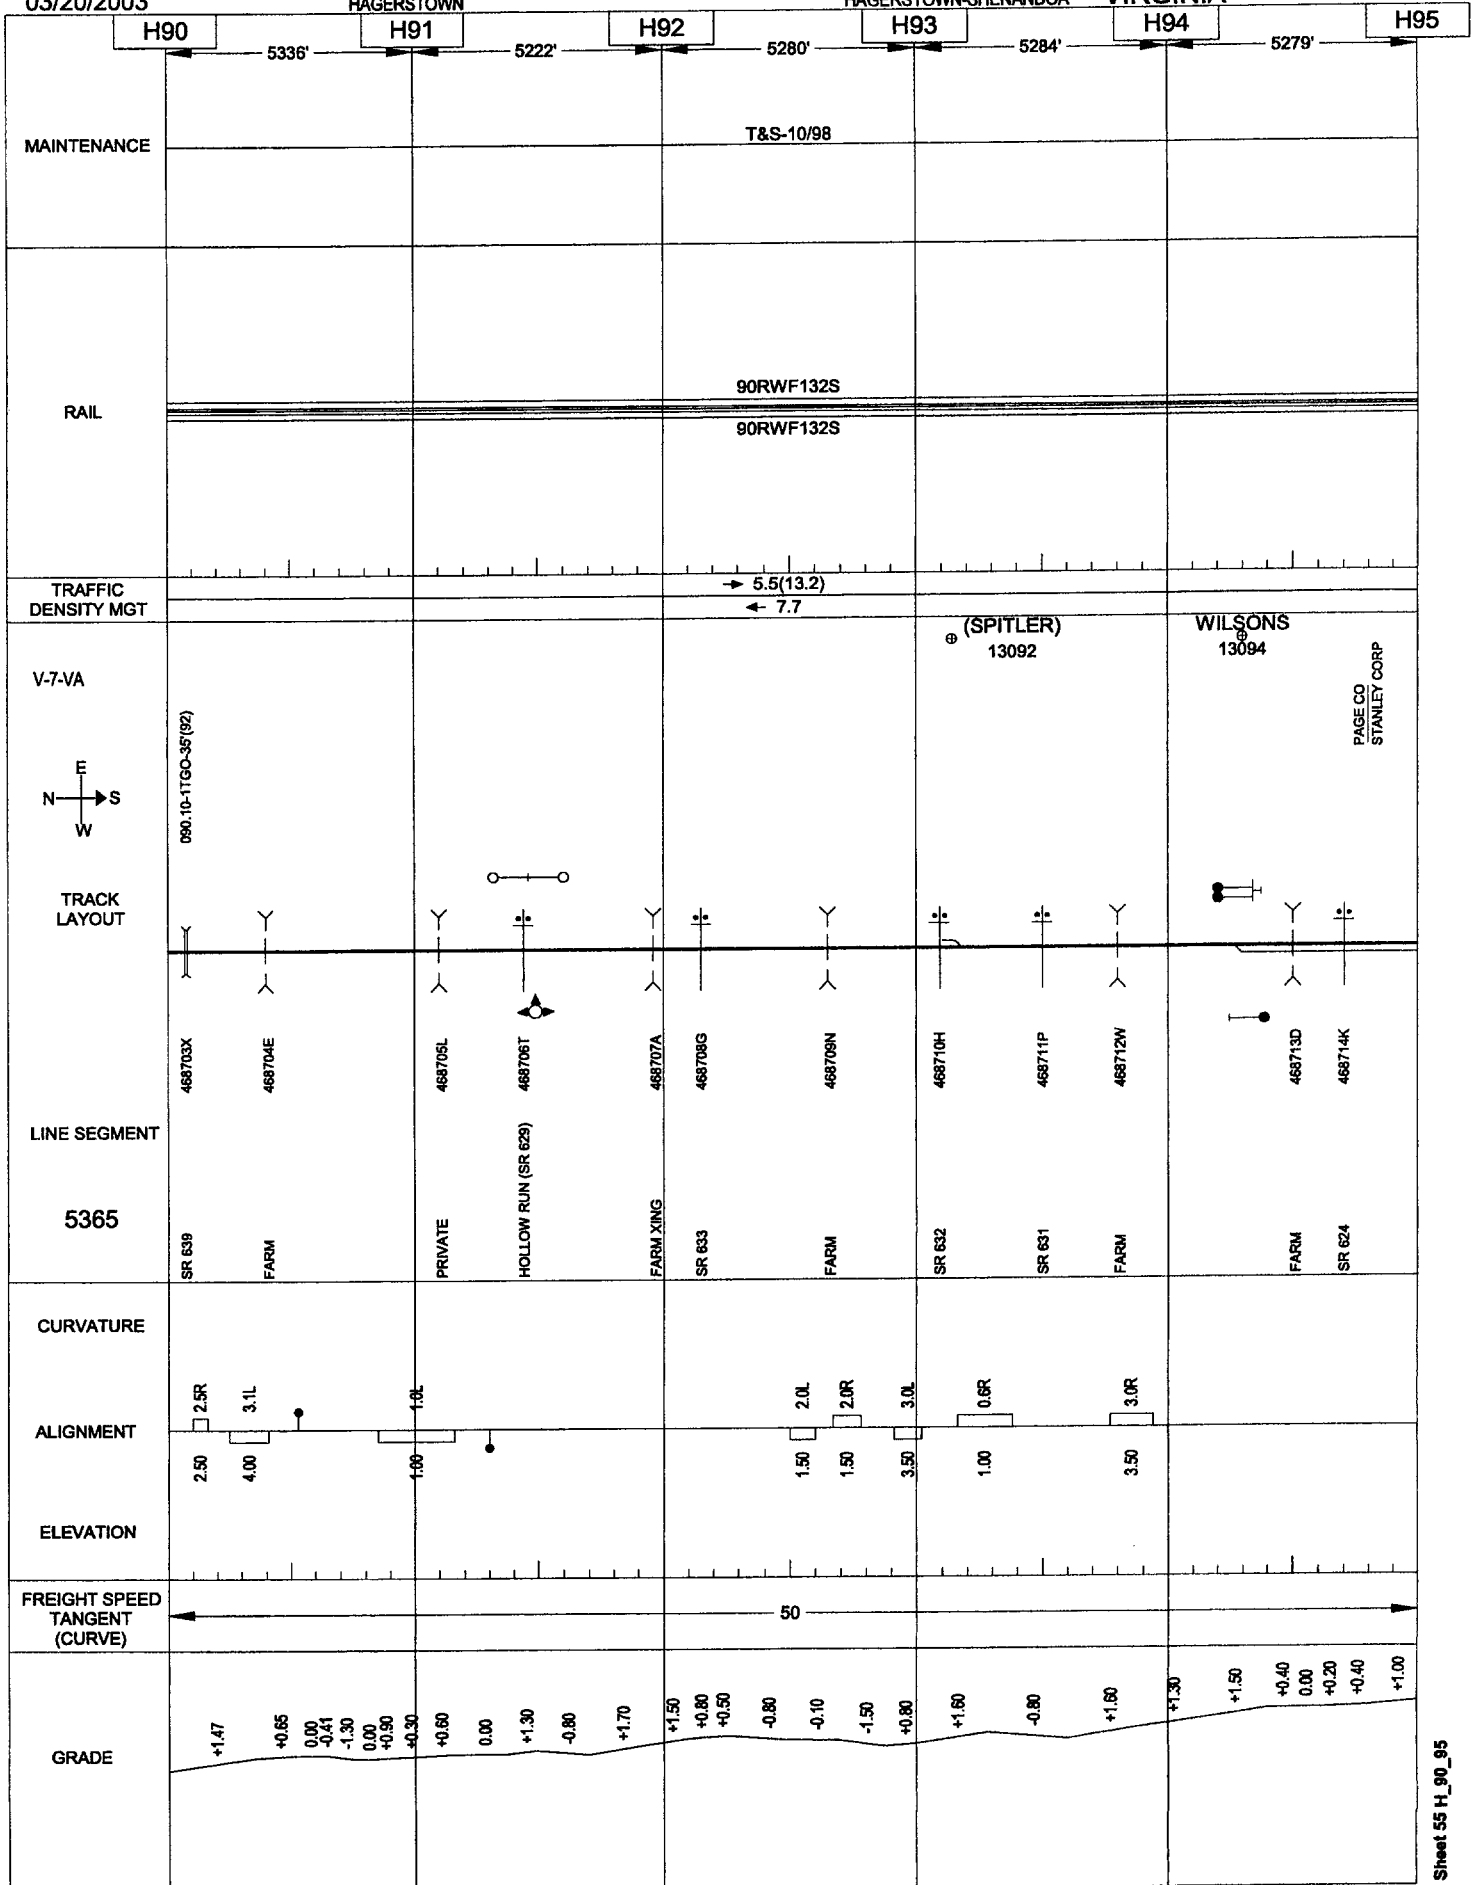 03/20/2003
HAGERSTOWN
HAGERSTOWN-SHENANDOA
VIRGINIA
H90
H91
H92
H93
H94
H95
5336'
5222'
5280'
5284'
5279'
MAINTENANCE
T&S-10/98
RAIL
90RWF132S
90RWF132S
TRAFFIC
DENSITY MGT
5.5(13.2)
7.7
V-7-VA
(SPITLER)
13092
WILSONS
13094
PAGE CO
STANLEY CORP
090.10-1TGO-35'(92)
E
N
S
W
TRACK
LAYOUT
468703X
468704E
468705L
468706T
468707A
468708G
468709N
468710H
468711P
468712W
468713D
468714K
LINE SEGMENT
5365
SR 639
FARM
PRIVATE
HOLLOW RUN (SR 629)
FARM XING
SR 633
FARM
SR 632
SR 631
FARM
FARM
SR 624
CURVATURE
2.5R
3.1L
1.0L
2.0L
2.0R
3.0L
0.6R
3.0R
ALIGNMENT
2.50
4.00
1.00
1.50
1.50
3.50
1.00
3.50
ELEVATION
FREIGHT SPEED
TANGENT
(CURVE)
50
GRADE
+1.47
+0.65
0.00
-0.41
-1.30
0.00
+0.90
+0.30
+0.60
0.00
+1.30
-0.80
+1.70
+1.50
+0.80
+0.50
-0.80
-0.10
-1.50
+0.80
+1.60
-0.80
+1.60
+1.30
+1.50
+0.40
0.00
+0.20
+0.40
+1.00
Sheet 55 H_90_95